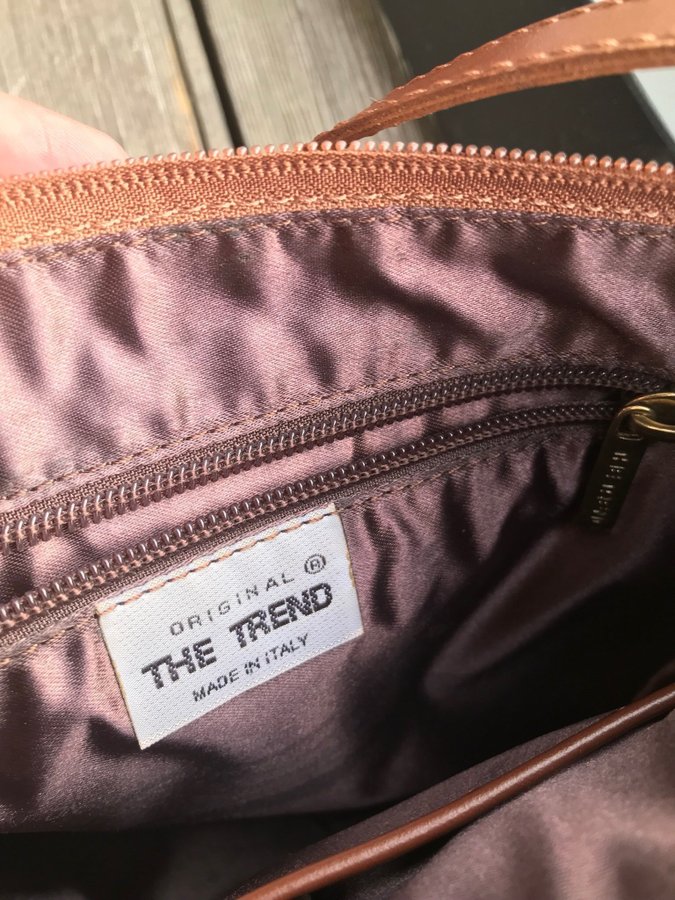 ORIGINAL ®
THE TREND
MADE IN ITALY